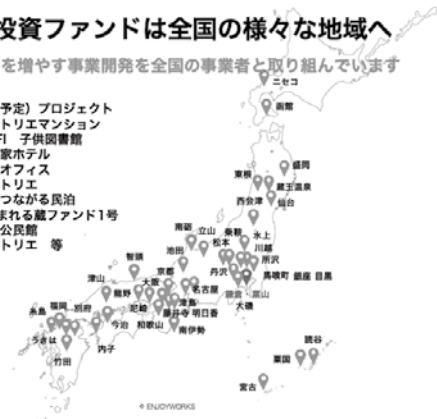 投資ファンドは全国の様々な地域へ
を増やす事業開発を全国の事業者と取り組んでいます
予定）プロジェクト
トリエマンション
FI　子供図書館
家ホテル
オフィス
トリエ
つながる民泊
まれる蔵ファンド1号
公民館
トリエ　等
ニセコ
函館
盛岡
東根
蔵王温泉
西会津
仙台
南砺
立山
乗鞍
水上
池田
松本
川越
智頭
所沢
京都
丹沢
馬喰町 銀座 目黒
津山
大阪
名古屋
鎌倉・葉山
龍野
津島
大磯
糸島
福岡
別府
尼崎
藤井寺 明日香
うきは
今治
和歌山
南伊勢
竹田
内子
読谷
粟国
宮古
© ENJOYWORKS